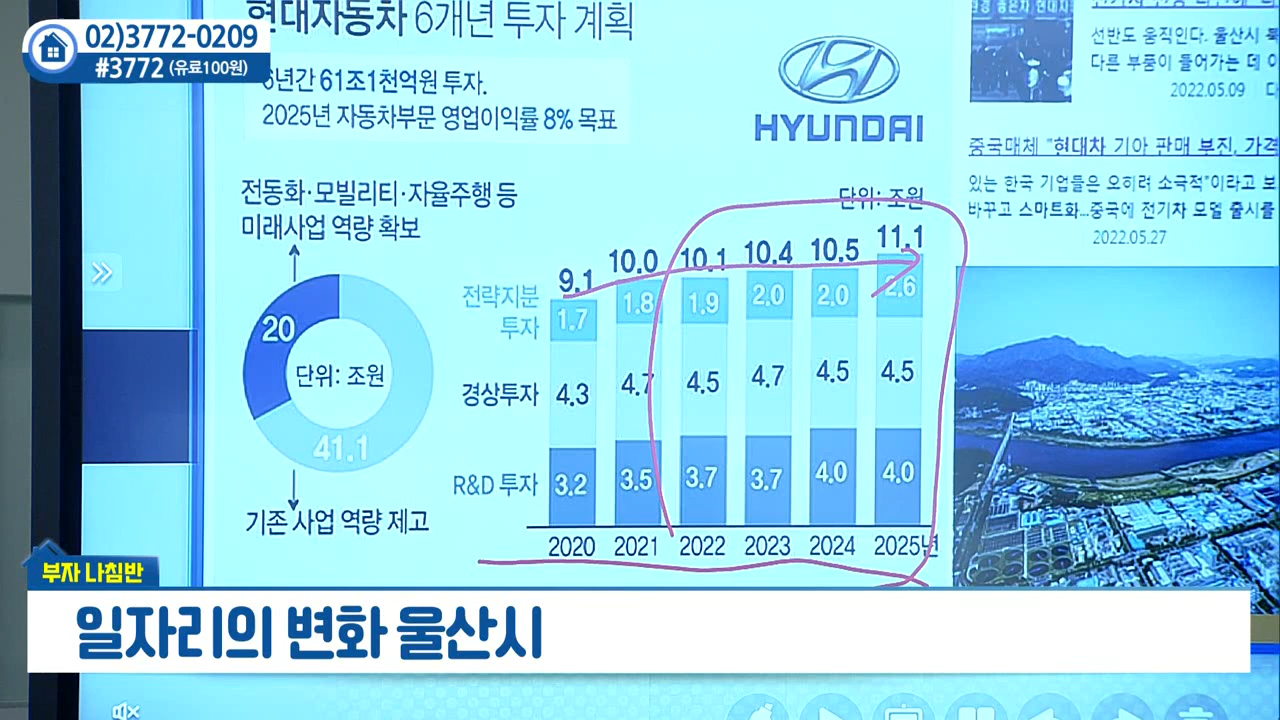 02)3772-0209
#3772 (유료100원)
현대자동차 6개년 투자 계획
6년간 61조1천억원 투자.
2025년 자동차부문 영업이익률 8% 목표
HYUNDAI
전동화·모빌리티·자율주행 등
미래사업 역량 확보
20
단위: 조원
41.1
기존 사업 역량 제고
단위: 조원
9.1 10.0 10.1 10.4 10.5 11.1
전략지분
투자
1.7 1.8 1.9 2.0 2.0 2.6
경상투자
4.3 4.7 4.5 4.7 4.5 4.5
R&D 투자
3.2 3.5 3.7 3.7 4.0 4.0
2020 2021 2022 2023 2024 2025년
선반도 움직인다. 울산시 북
다른 부품이 들어가는 데 이
2022.05.09
중국매체 "현대차 기아 판매 부진, 가격
있는 한국 기업들은 오히려 소극적"이라고 보
바꾸고 스마트화...중국에 전기차 모델 출시를
2022.05.27
부자 나침반
일자리의 변화 울산시